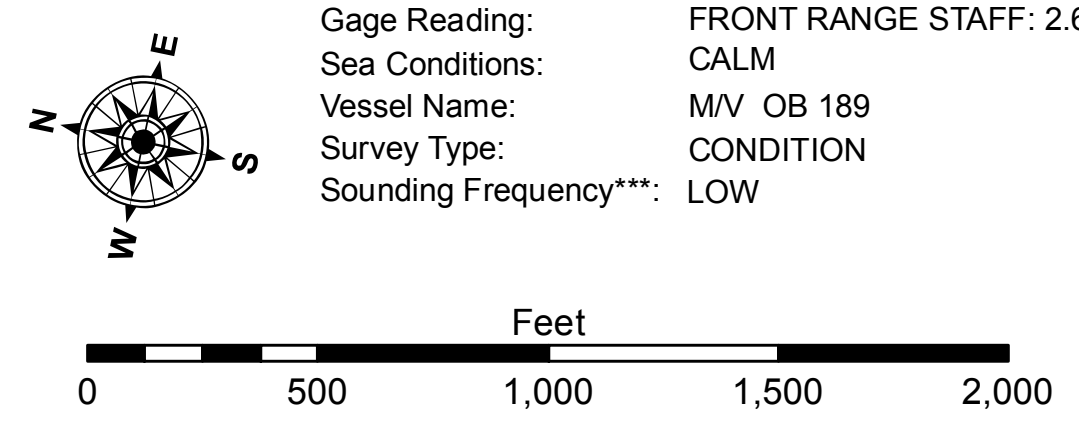 Gage Reading: FRONT RANGE STAFF: 2.6
Sea Conditions: CALM
Vessel Name: M/V OB 189
Survey Type: CONDITION
Sounding Frequency***: LOW
N
E
S
W
Feet
0 500 1,000 1,500 2,000